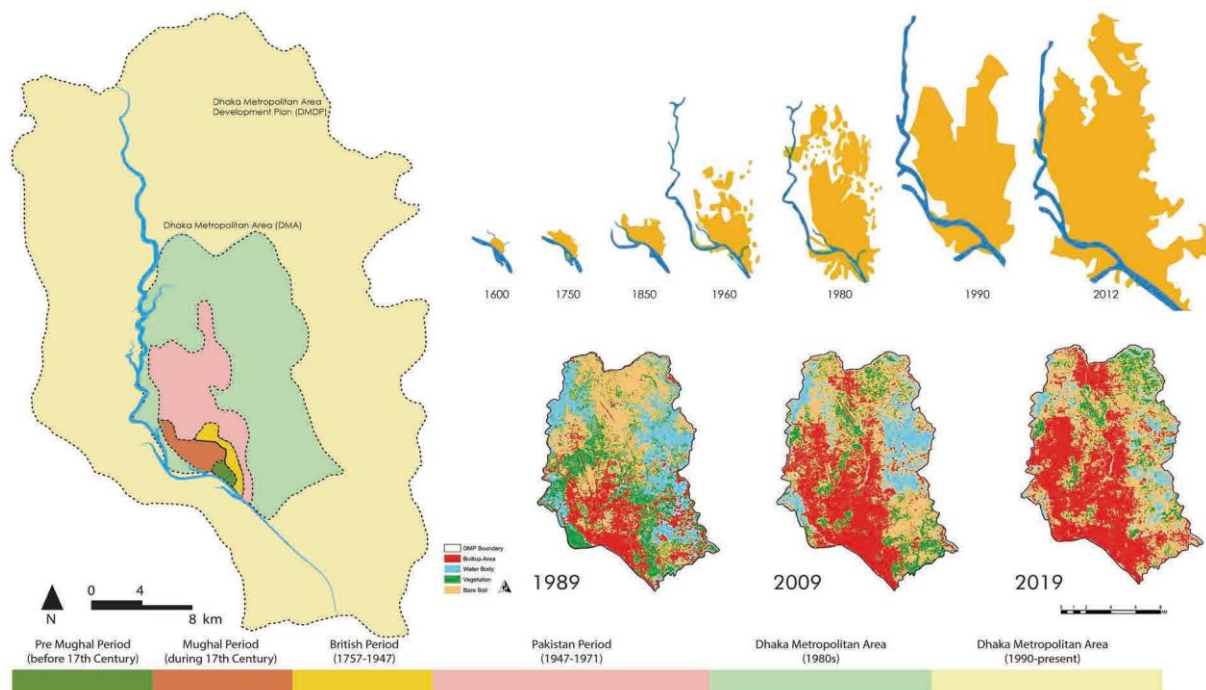 Dhaka Metropolitan Area
Development Plan (DMDP)
Dhaka Metropolitan Area (DMA)
1600
1750
1850
1960
1980
1990
2012
DMP Boundary
Builtup Area
Water Body
Vegetation
Bare Soil
1989
2009
2019
N
0
4
8 km
Pre Mughal Period
(before 17th Century)
Mughal Period
(during 17th Century)
British Period
(1757-1947)
Pakistan Period
(1947-1971)
Dhaka Metropolitan Area
(1980s)
Dhaka Metropolitan Area
(1990-present)